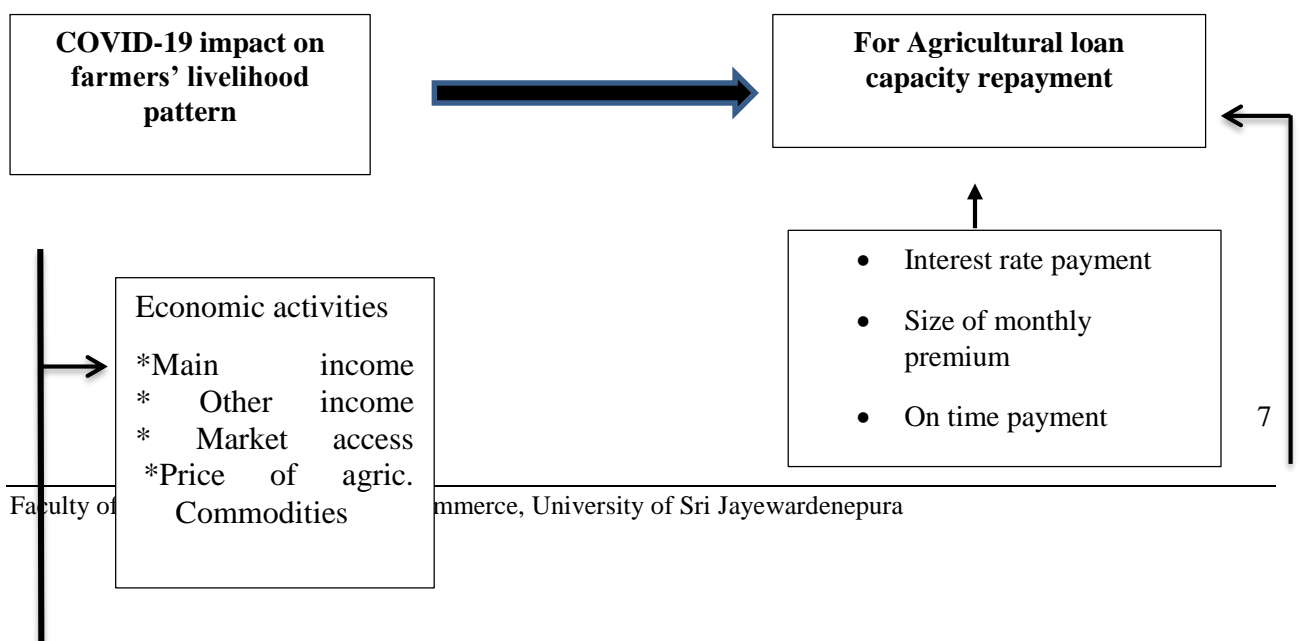 COVID-19 impact on
farmers’ livelihood
pattern
For Agricultural loan
capacity repayment
• Interest rate payment
• Size of monthly
premium
• On time payment
Economic activities
*Main income
* Other income
* Market access
*Price of agric.
Commodities
7
Faculty of mmerce, University of Sri Jayewardenepura